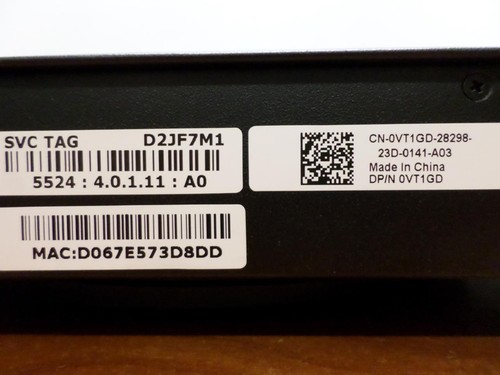 SVC TAG D2JF7M1
5524 : 4.0.1.11 : A0
MAC:D067E573D8DD
CN-0VT1GD-28298-
23D-0141-A03
Made In China
DP/N 0VT1GD